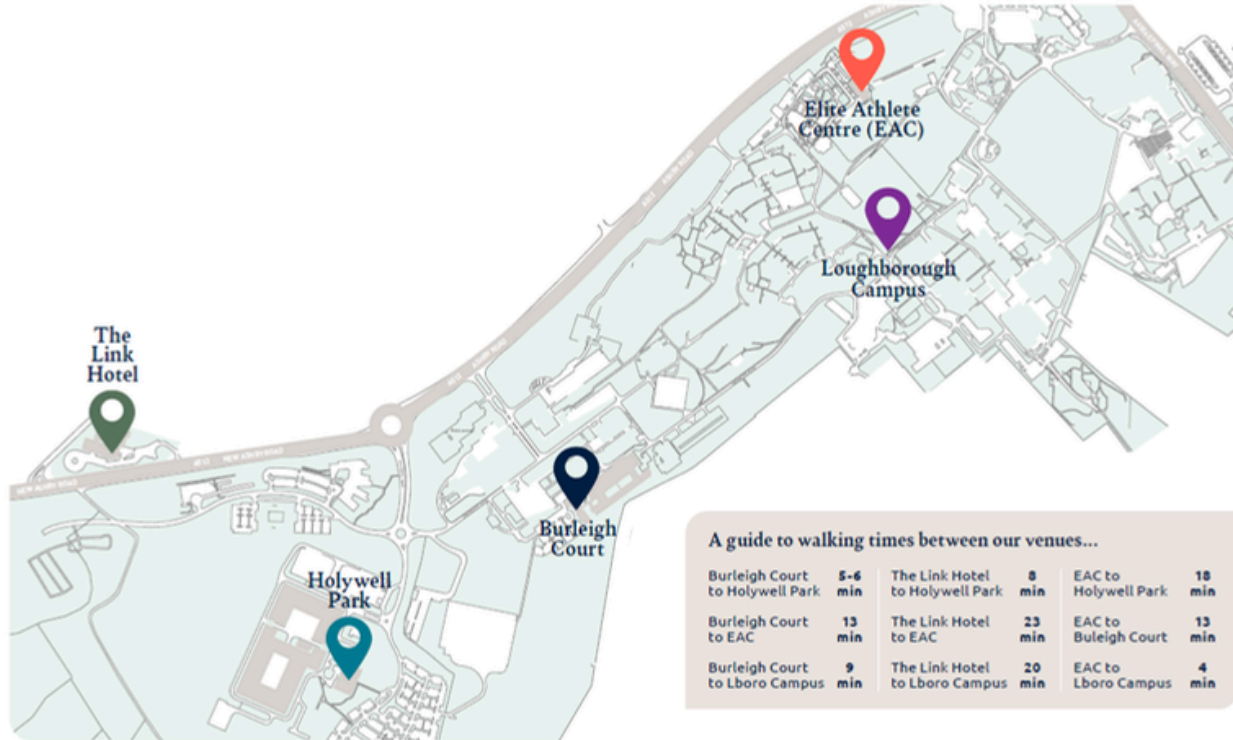 Elite Athlete
Centre (EAC)
Loughborough
Campus
The
Link
Hotel
Burleigh
Court
Holywell
Park
A guide to walking times between our venues...
Burleigh Court 5-6
to Holywell Park min
Burleigh Court 13
to EAC min
Burleigh Court 9
to Lboro Campus min
The Link Hotel 8
to Holywell Park min
The Link Hotel 23
to EAC min
The Link Hotel 20
to Lboro Campus min
EAC to 18
Holywell Park min
EAC to 13
Buleigh Court min
EAC to 4
Lboro Campus min